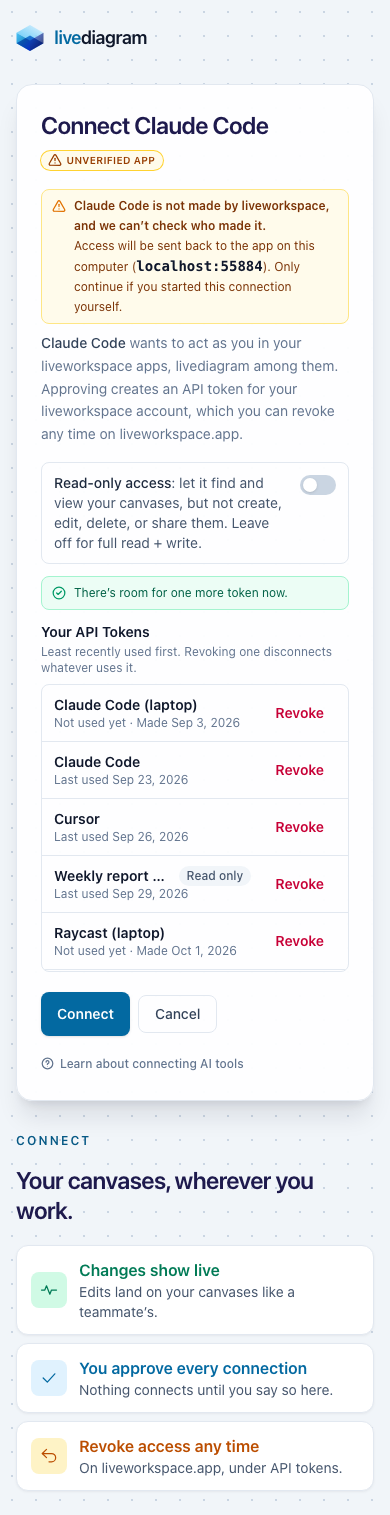 livediagram
Connect Claude Code
UNVERIFIED APP
Claude Code is not made by liveworkspace,
and we can't check who made it.
Access will be sent back to the app on this
computer (localhost:55884). Only
continue if you started this connection
yourself.
Claude Code wants to act as you in your
liveworkspace apps, livediagram among them.
Approving creates an API token for your
liveworkspace account, which you can revoke
any time on liveworkspace.app.
Read-only access: let it find and
view your canvases, but not create,
edit, delete, or share them. Leave
off for full read + write.
There's room for one more token now.
Your API Tokens
Least recently used first. Revoking one disconnects
whatever uses it.
Claude Code (laptop)
Not used yet · Made Sep 3, 2026
Revoke
Claude Code
Last used Sep 23, 2026
Revoke
Cursor
Last used Sep 26, 2026
Revoke
Weekly report ... Read only
Last used Sep 29, 2026
Revoke
Raycast (laptop)
Not used yet · Made Oct 1, 2026
Revoke
Connect Cancel
Learn about connecting AI tools
CONNECT
Your canvases, wherever you
work.
Changes show live
Edits land on your canvases like a
teammate's.
You approve every connection
Nothing connects until you say so here.
Revoke access any time
On liveworkspace.app, under API tokens.